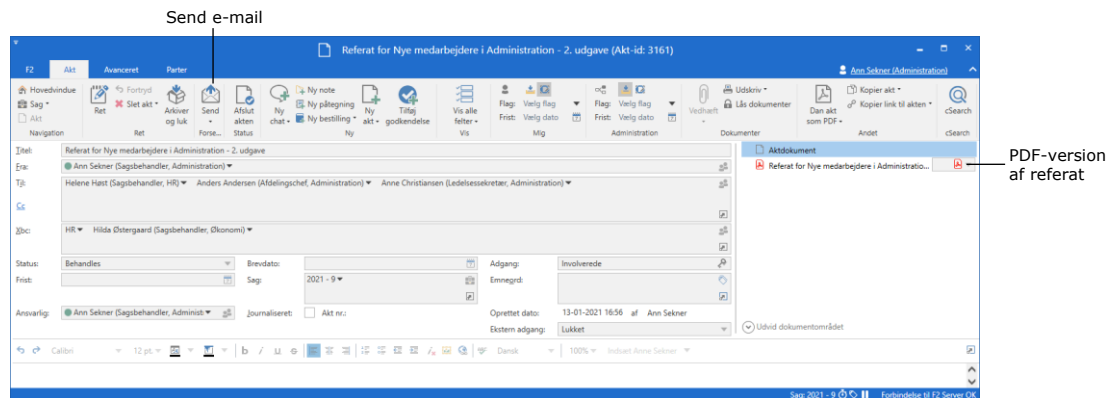 Send e-mail
Referat for Nye medarbejdere i Administration - 2. udgave (Akt-id: 3161)
F2 Akt Avanceret Parter Ann Sekner (Administration)
Hovedvindue
Sag
Akt
Navigation
Ret
Fortryd
Slet akt
Ret
Arkiver og luk
Send
Forse...
Afslut akten
Status
Ny chat
Ny note
Ny påtegning
Ny bestilling
Ny akt
Tilføj godkendelse
Ny
Vis alle felter
Vis
Flag: Vælg flag
Frist: Vælg dato
Mig
Flag: Vælg flag
Frist: Vælg dato
Administration
Vedhæft
Udskriv
Lås dokumenter
Dokumenter
Dan akt som PDF
Kopier akt
Kopier link til akten
Andet
cSearch
cSearch
Titel: Referat for Nye medarbejdere i Administration - 2. udgave
Aktdokument
Fra: Ann Sekner (Sagsbehandler, Administration)
Referat for Nye medarbejdere i Administratio...
PDF-version
af referat
Til: Helene Høst (Sagsbehandler, HR) Anders Andersen (Afdelingschef, Administration) Anne Christiansen (Ledelsessekretær, Administration)
Cc
Xbc: HR Hilda Østergaard (Sagsbehandler, Økonomi)
Status: Behandles Brevdato: Adgang: Involverede
Frist: Sag: 2021 - 9 Emneord:
Ansvarlig: Ann Sekner (Sagsbehandler, Administ Journaliseret: Akt nr.: Oprettet dato: 13-01-2021 16:56 af Ann Sekner
Ekstern adgang: Lukket
Udvid dokumentområdet
Calibri 12 pt. b / u Dansk 100% Indsæt Anne Sekner
Sag: 2021 - 9 Forbindelse til F2 Server OK